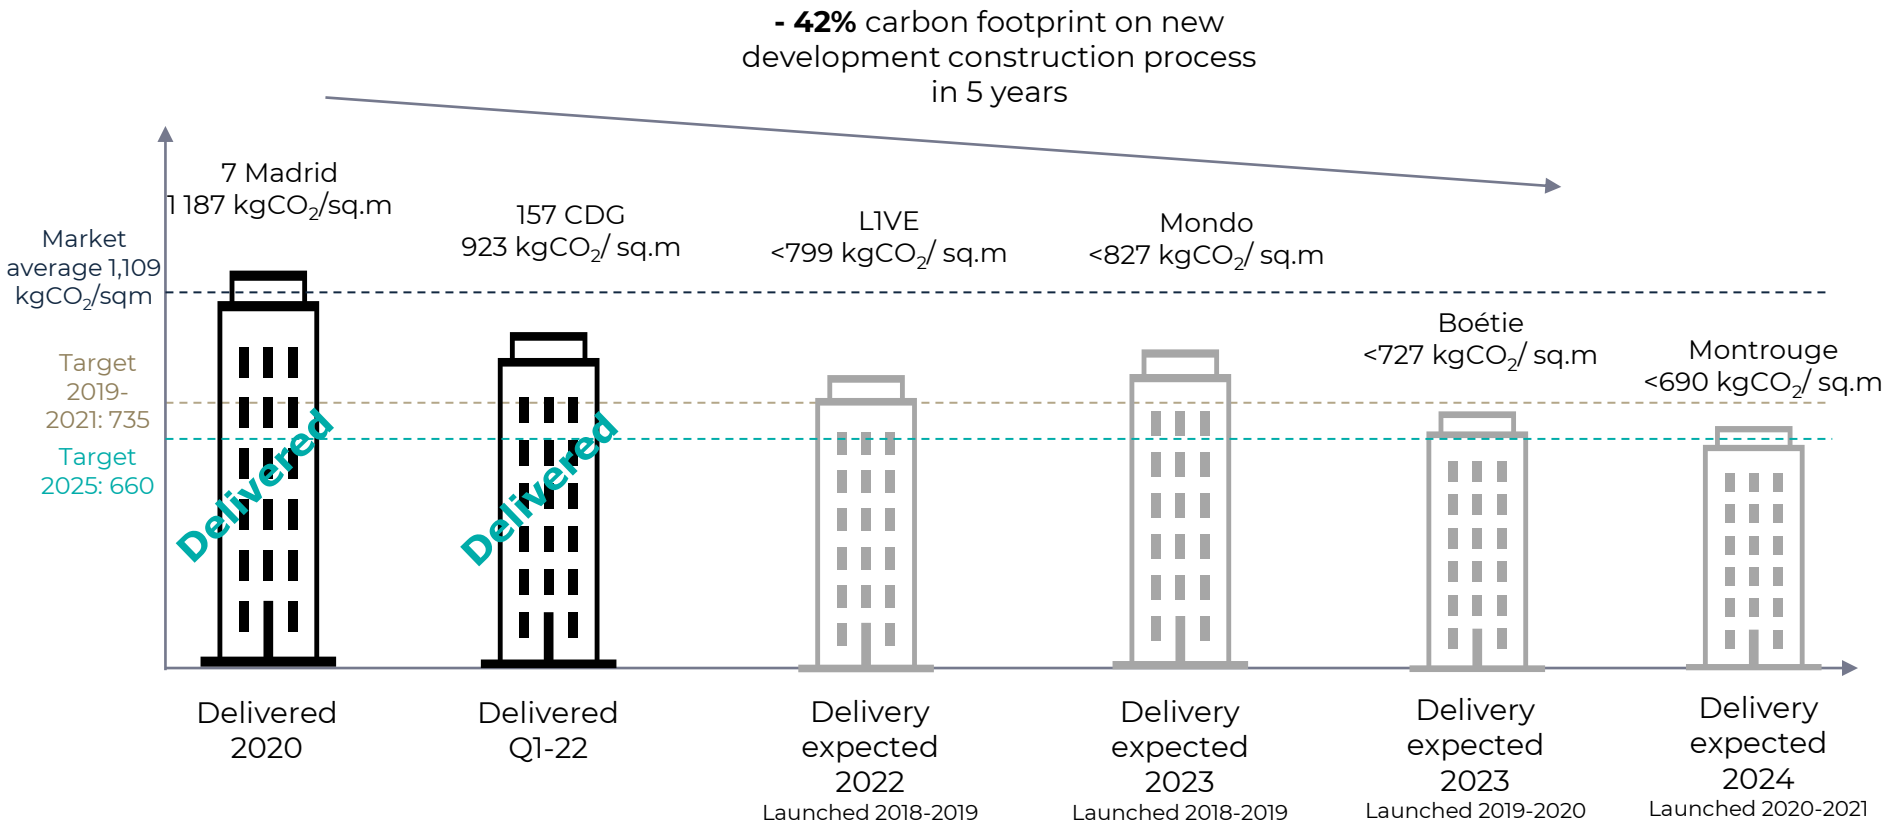 - 42% carbon footprint on new
development construction process
in 5 years
7 Madrid
1 187 kgCO₂/sq.m
157 CDG
923 kgCO₂/ sq.m
L1VE
<799 kgCO₂/ sq.m
Mondo
<827 kgCO₂/ sq.m
Boétie
<727 kgCO₂/ sq.m
Montrouge
<690 kgCO₂/ sq.m
Market
average 1,109
kgCO₂/sqm
Target
2019-
2021: 735
Target
2025: 660
Delivered
Delivered
Delivered
2020
Delivered
Q1-22
Delivery
expected
2022
Launched 2018-2019
Delivery
expected
2023
Launched 2018-2019
Delivery
expected
2023
Launched 2019-2020
Delivery
expected
2024
Launched 2020-2021